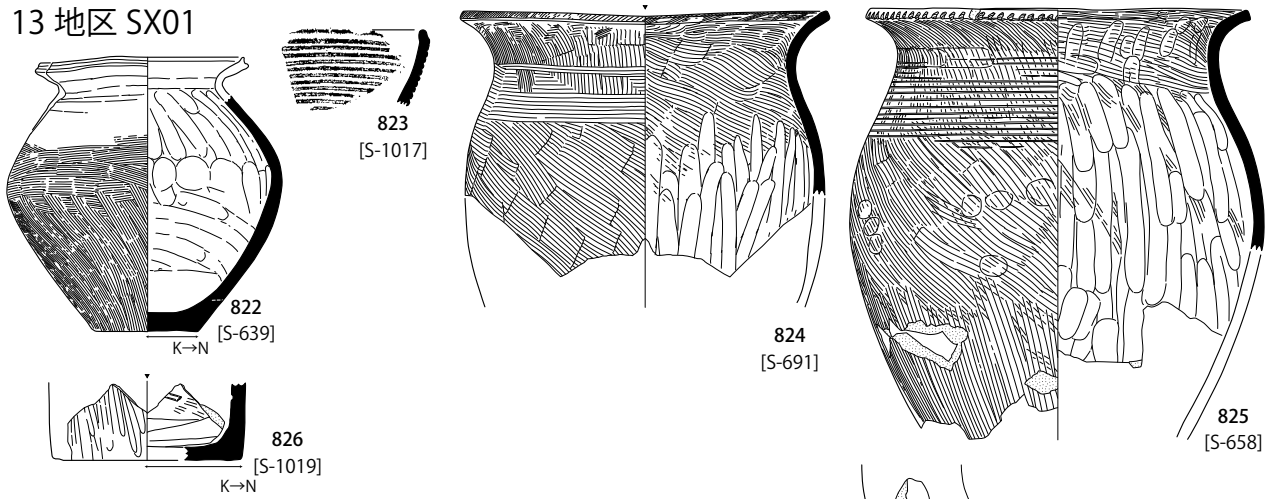 13 地区 SX01
822
[S-639]
K→N
823
[S-1017]
824
[S-691]
825
[S-658]
826
[S-1019]
K→N